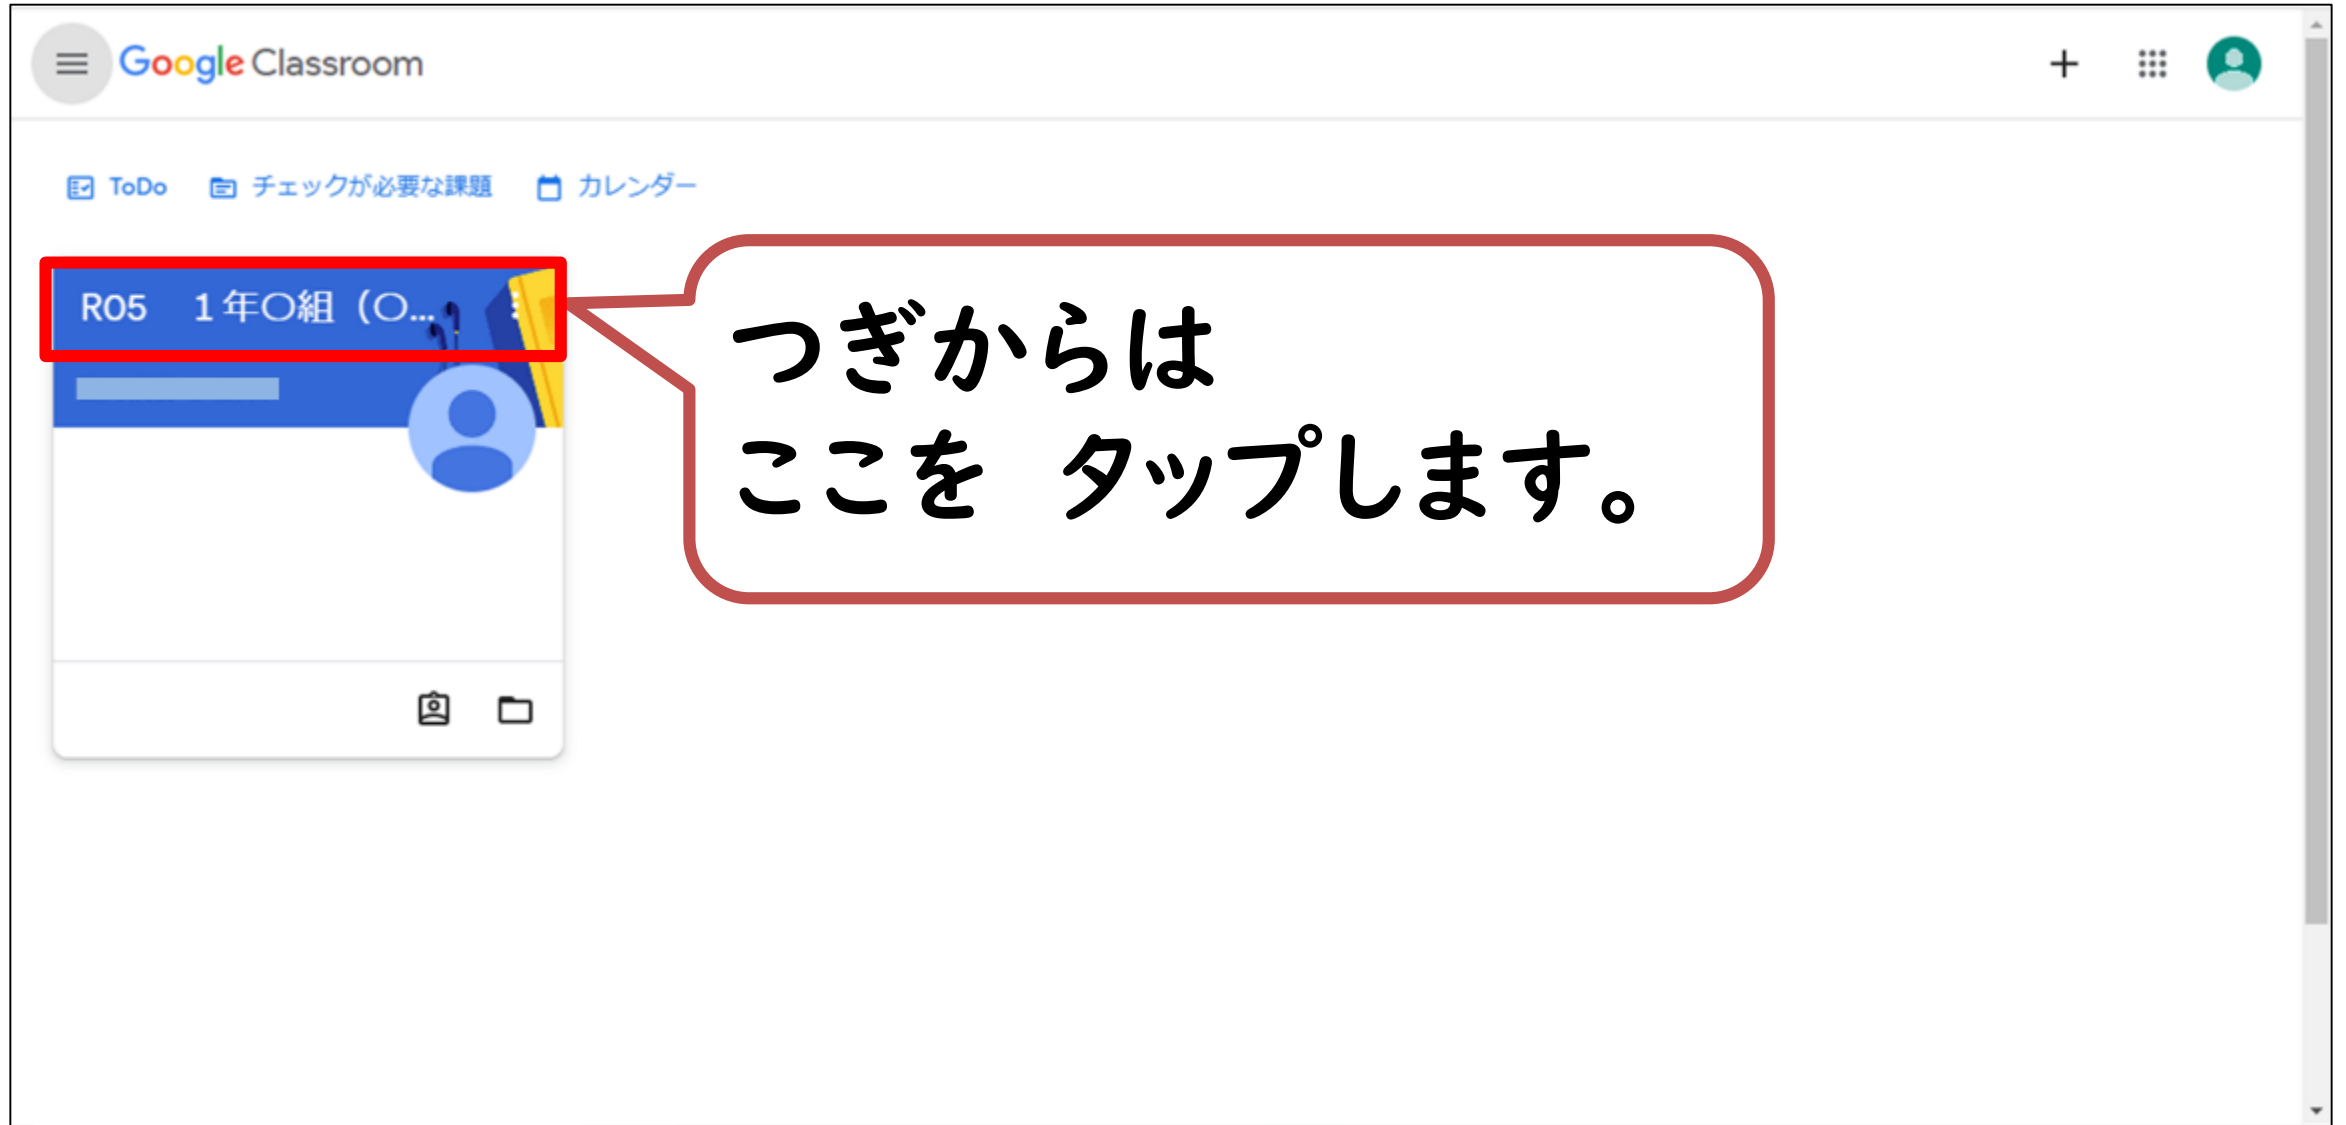 Google Classroom
ToDo チェックが必要な課題 カレンダー
R05　１年〇組（〇...
つぎからは
ここを タップします。